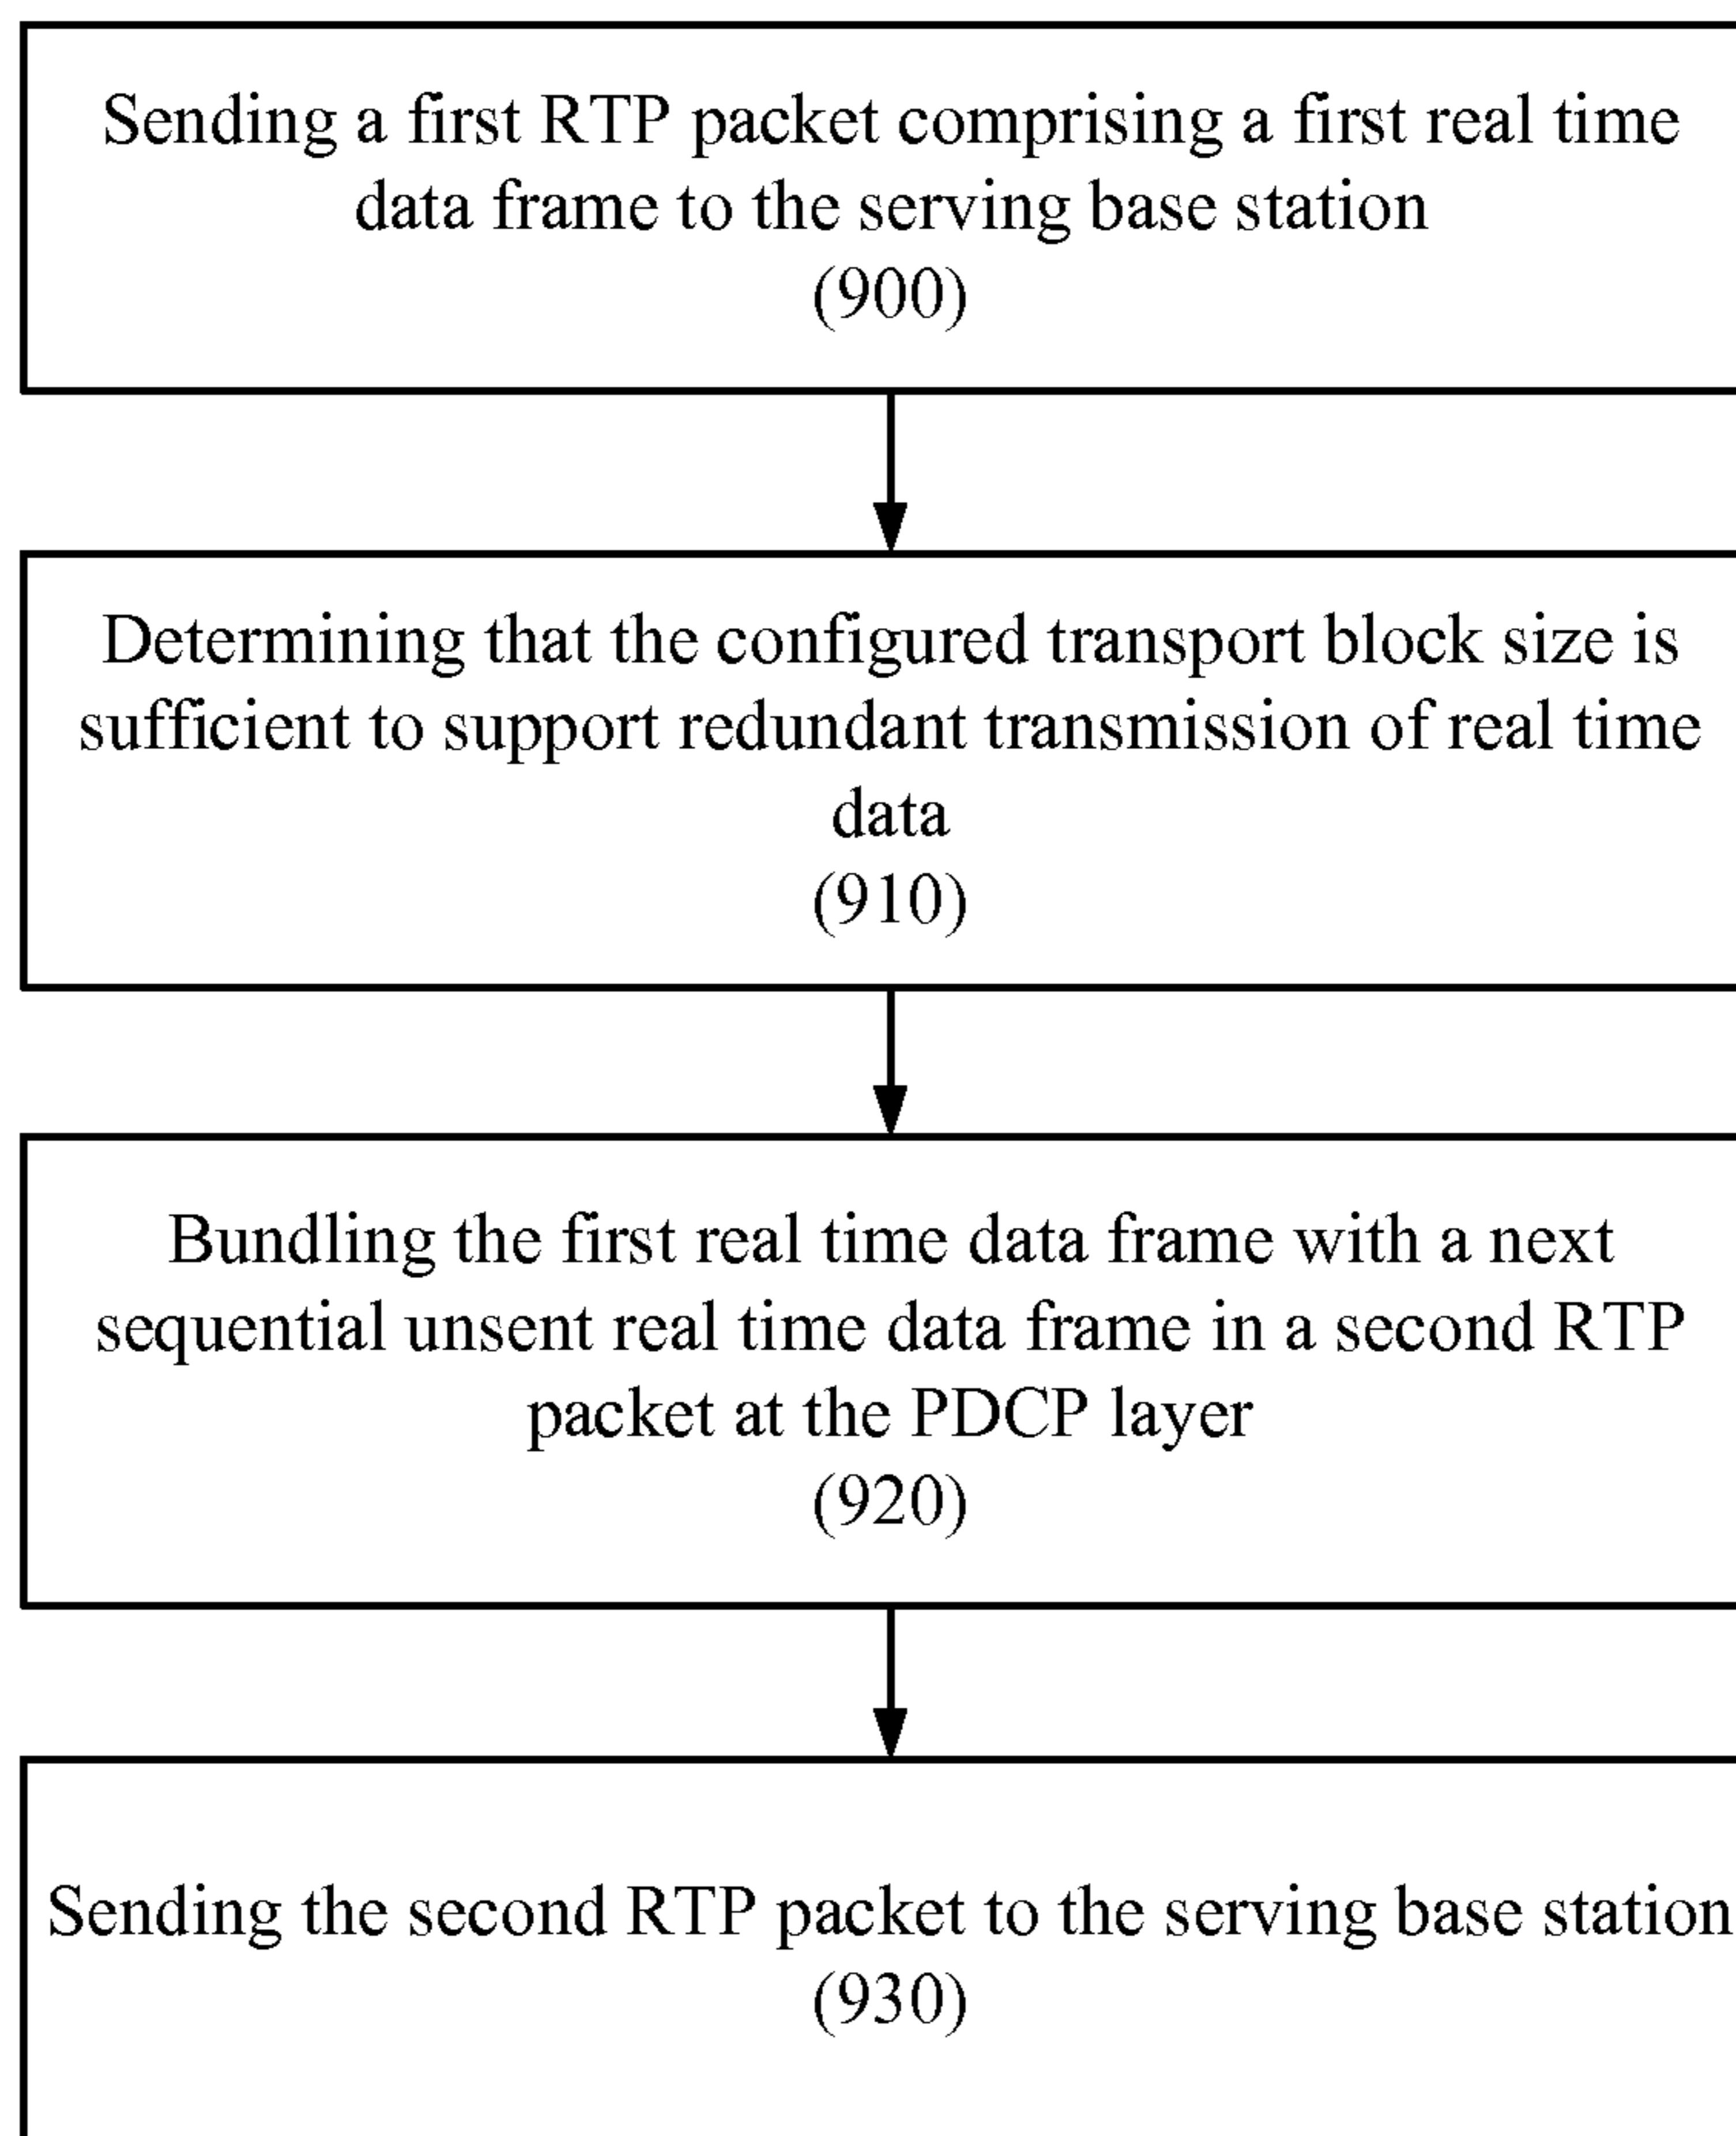 Sending a first RTP packet comprising a first real time
data frame to the serving base station
(900)
Determining that the configured transport block size is
sufficient to support redundant transmission of real time
data
(910)
Bundling the first real time data frame with a next
sequential unsent real time data frame in a second RTP
packet at the PDCP layer
(920)
Sending the second RTP packet to the serving base station
(930)